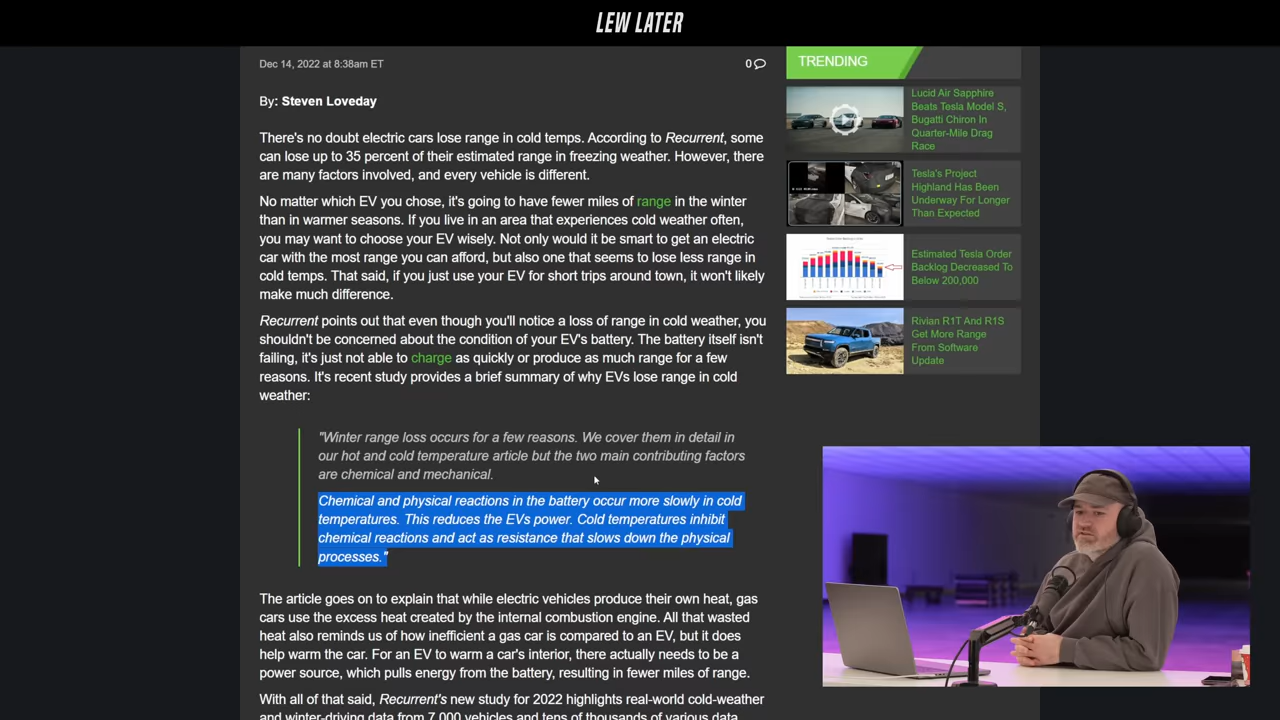 LEW LATER
Dec 14, 2022 at 8:38am ET
0
By: Steven Loveday
There's no doubt electric cars lose range in cold temps. According to Recurrent, some
can lose up to 35 percent of their estimated range in freezing weather. However, there
are many factors involved, and every vehicle is different.
No matter which EV you chose, it's going to have fewer miles of range in the winter
than in warmer seasons. If you live in an area that experiences cold weather often,
you may want to choose your EV wisely. Not only would it be smart to get an electric
car with the most range you can afford, but also one that seems to lose less range in
cold temps. That said, if you just use your EV for short trips around town, it won't likely
make much difference.
Recurrent points out that even though you'll notice a loss of range in cold weather, you
shouldn't be concerned about the condition of your EV's battery. The battery itself isn't
failing, it's just not able to charge as quickly or produce as much range for a few
reasons. It's recent study provides a brief summary of why EVs lose range in cold
weather:
"Winter range loss occurs for a few reasons. We cover them in detail in
our hot and cold temperature article but the two main contributing factors
are chemical and mechanical.
Chemical and physical reactions in the battery occur more slowly in cold
temperatures. This reduces the EVs power. Cold temperatures inhibit
chemical reactions and act as resistance that slows down the physical
processes."
The article goes on to explain that while electric vehicles produce their own heat, gas
cars use the excess heat created by the internal combustion engine. All that wasted
heat also reminds us of how inefficient a gas car is compared to an EV, but it does
help warm the car. For an EV to warm a car's interior, there actually needs to be a
power source, which pulls energy from the battery, resulting in fewer miles of range.
With all of that said, Recurrent's new study for 2022 highlights real-world cold-weather
and winter-driving data from 7,000 vehicles and tens of thousands of various data
TRENDING
Lucid Air Sapphire
Beats Tesla Model S,
Bugatti Chiron In
Quarter-Mile Drag
Race
Tesla's Project
Highland Has Been
Underway For Longer
Than Expected
Estimated Tesla Order
Backlog Decreased To
Below 200,000
Rivian R1T And R1S
Get More Range
From Software
Update